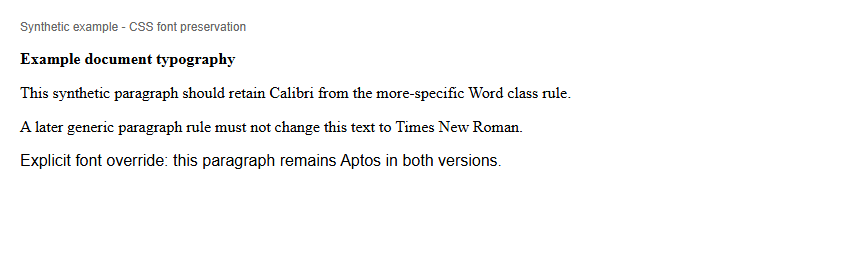 Synthetic example - CSS font preservation
Example document typography
This synthetic paragraph should retain Calibri from the more-specific Word class rule.
A later generic paragraph rule must not change this text to Times New Roman.
Explicit font override: this paragraph remains Aptos in both versions.